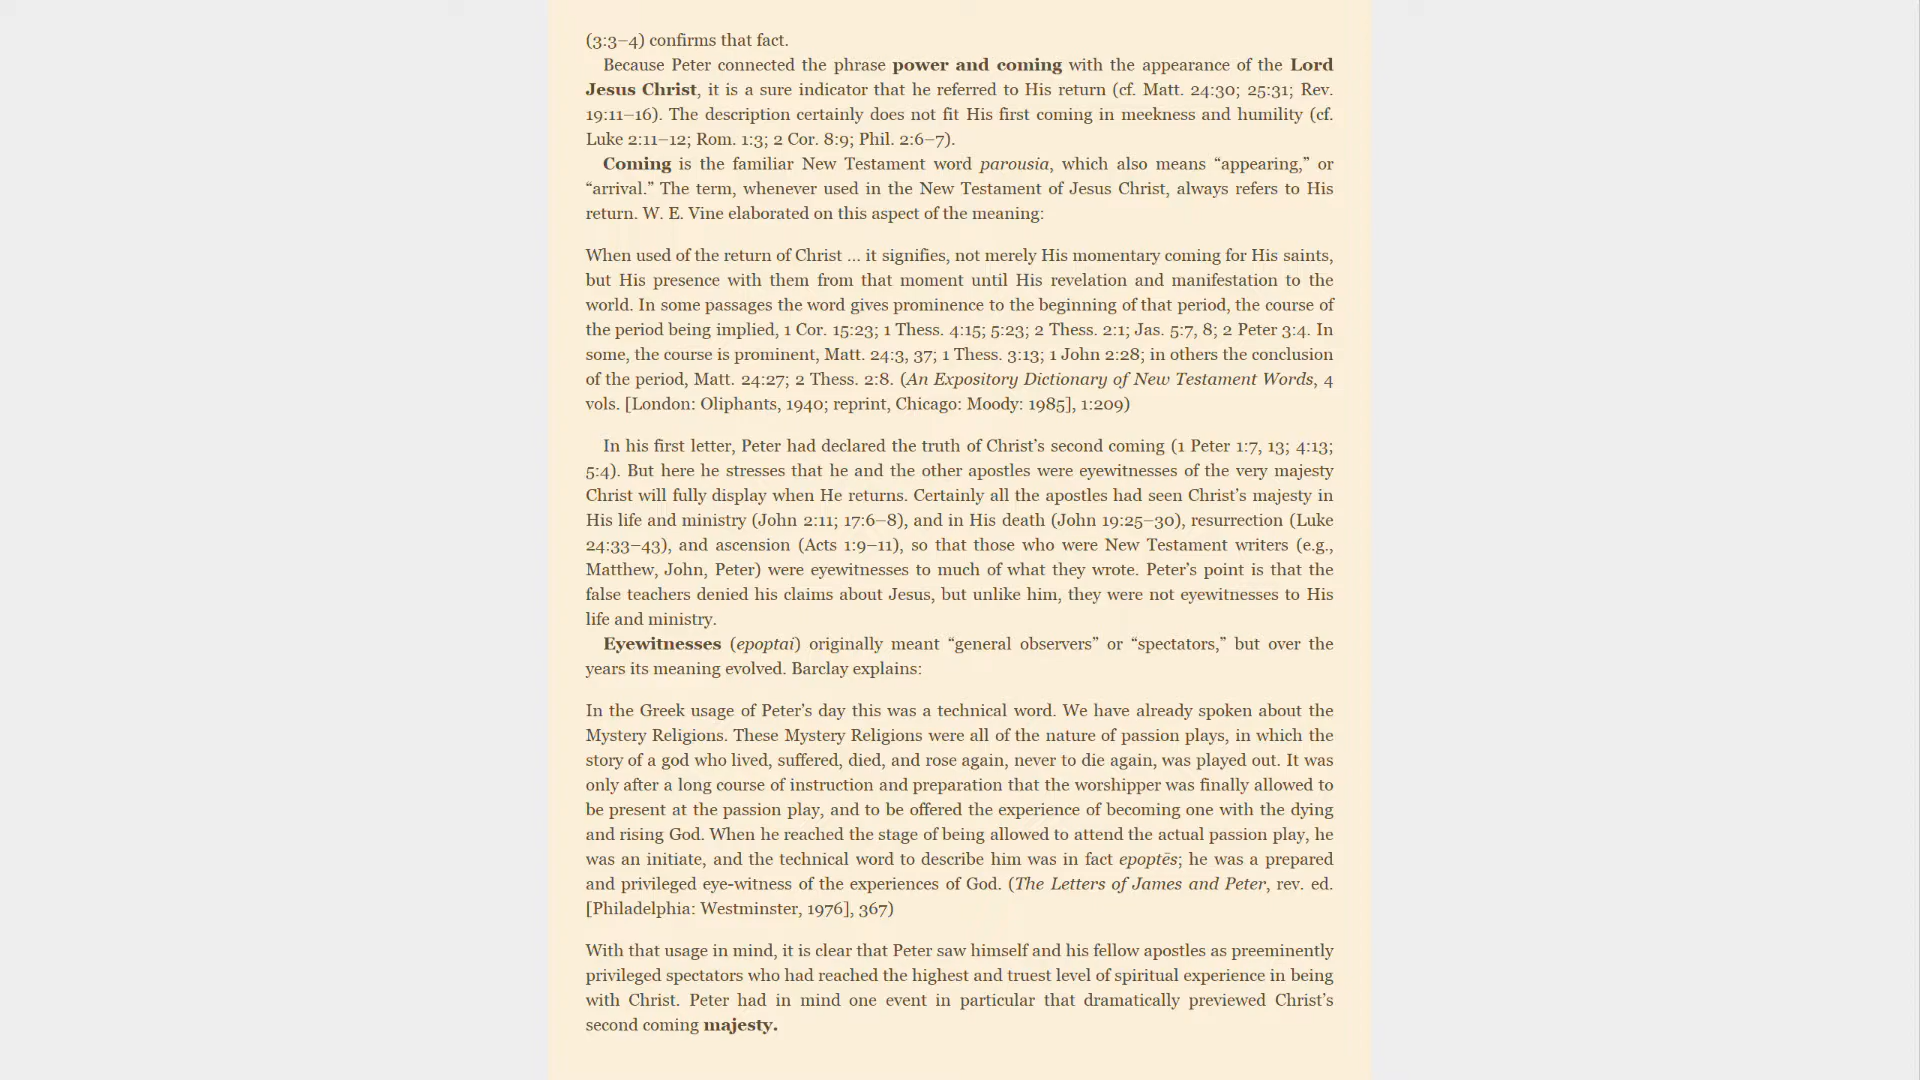 (3:3–4) confirms that fact.
Because Peter connected the phrase power and coming with the appearance of the Lord
Jesus Christ, it is a sure indicator that he referred to His return (cf. Matt. 24:30; 25:31; Rev.
19:11–16). The description certainly does not fit His first coming in meekness and humility (cf.
Luke 2:11–12; Rom. 1:3; 2 Cor. 8:9; Phil. 2:6–7).
Coming is the familiar New Testament word parousia, which also means “appearing,” or
“arrival.” The term, whenever used in the New Testament of Jesus Christ, always refers to His
return. W. E. Vine elaborated on this aspect of the meaning:
When used of the return of Christ ... it signifies, not merely His momentary coming for His saints,
but His presence with them from that moment until His revelation and manifestation to the
world. In some passages the word gives prominence to the beginning of that period, the course of
the period being implied, 1 Cor. 15:23; 1 Thess. 4:15; 5:23; 2 Thess. 2:1; Jas. 5:7, 8; 2 Peter 3:4. In
some, the course is prominent, Matt. 24:3, 37; 1 Thess. 3:13; 1 John 2:28; in others the conclusion
of the period, Matt. 24:27; 2 Thess. 2:8. (An Expository Dictionary of New Testament Words, 4
vols. [London: Oliphants, 1940; reprint, Chicago: Moody: 1985], 1:209)
In his first letter, Peter had declared the truth of Christ’s second coming (1 Peter 1:7, 13; 4:13;
5:4). But here he stresses that he and the other apostles were eyewitnesses of the very majesty
Christ will fully display when He returns. Certainly all the apostles had seen Christ’s majesty in
His life and ministry (John 2:11; 17:6–8), and in His death (John 19:25–30), resurrection (Luke
24:33–43), and ascension (Acts 1:9–11), so that those who were New Testament writers (e.g.,
Matthew, John, Peter) were eyewitnesses to much of what they wrote. Peter’s point is that the
false teachers denied his claims about Jesus, but unlike him, they were not eyewitnesses to His
life and ministry.
Eyewitnesses (epoptai) originally meant “general observers” or “spectators,” but over the
years its meaning evolved. Barclay explains:
In the Greek usage of Peter’s day this was a technical word. We have already spoken about the
Mystery Religions. These Mystery Religions were all of the nature of passion plays, in which the
story of a god who lived, suffered, died, and rose again, never to die again, was played out. It was
only after a long course of instruction and preparation that the worshipper was finally allowed to
be present at the passion play, and to be offered the experience of becoming one with the dying
and rising God. When he reached the stage of being allowed to attend the actual passion play, he
was an initiate, and the technical word to describe him was in fact epoptēs; he was a prepared
and privileged eye-witness of the experiences of God. (The Letters of James and Peter, rev. ed.
[Philadelphia: Westminster, 1976], 367)
With that usage in mind, it is clear that Peter saw himself and his fellow apostles as preeminently
privileged spectators who had reached the highest and truest level of spiritual experience in being
with Christ. Peter had in mind one event in particular that dramatically previewed Christ’s
second coming majesty.